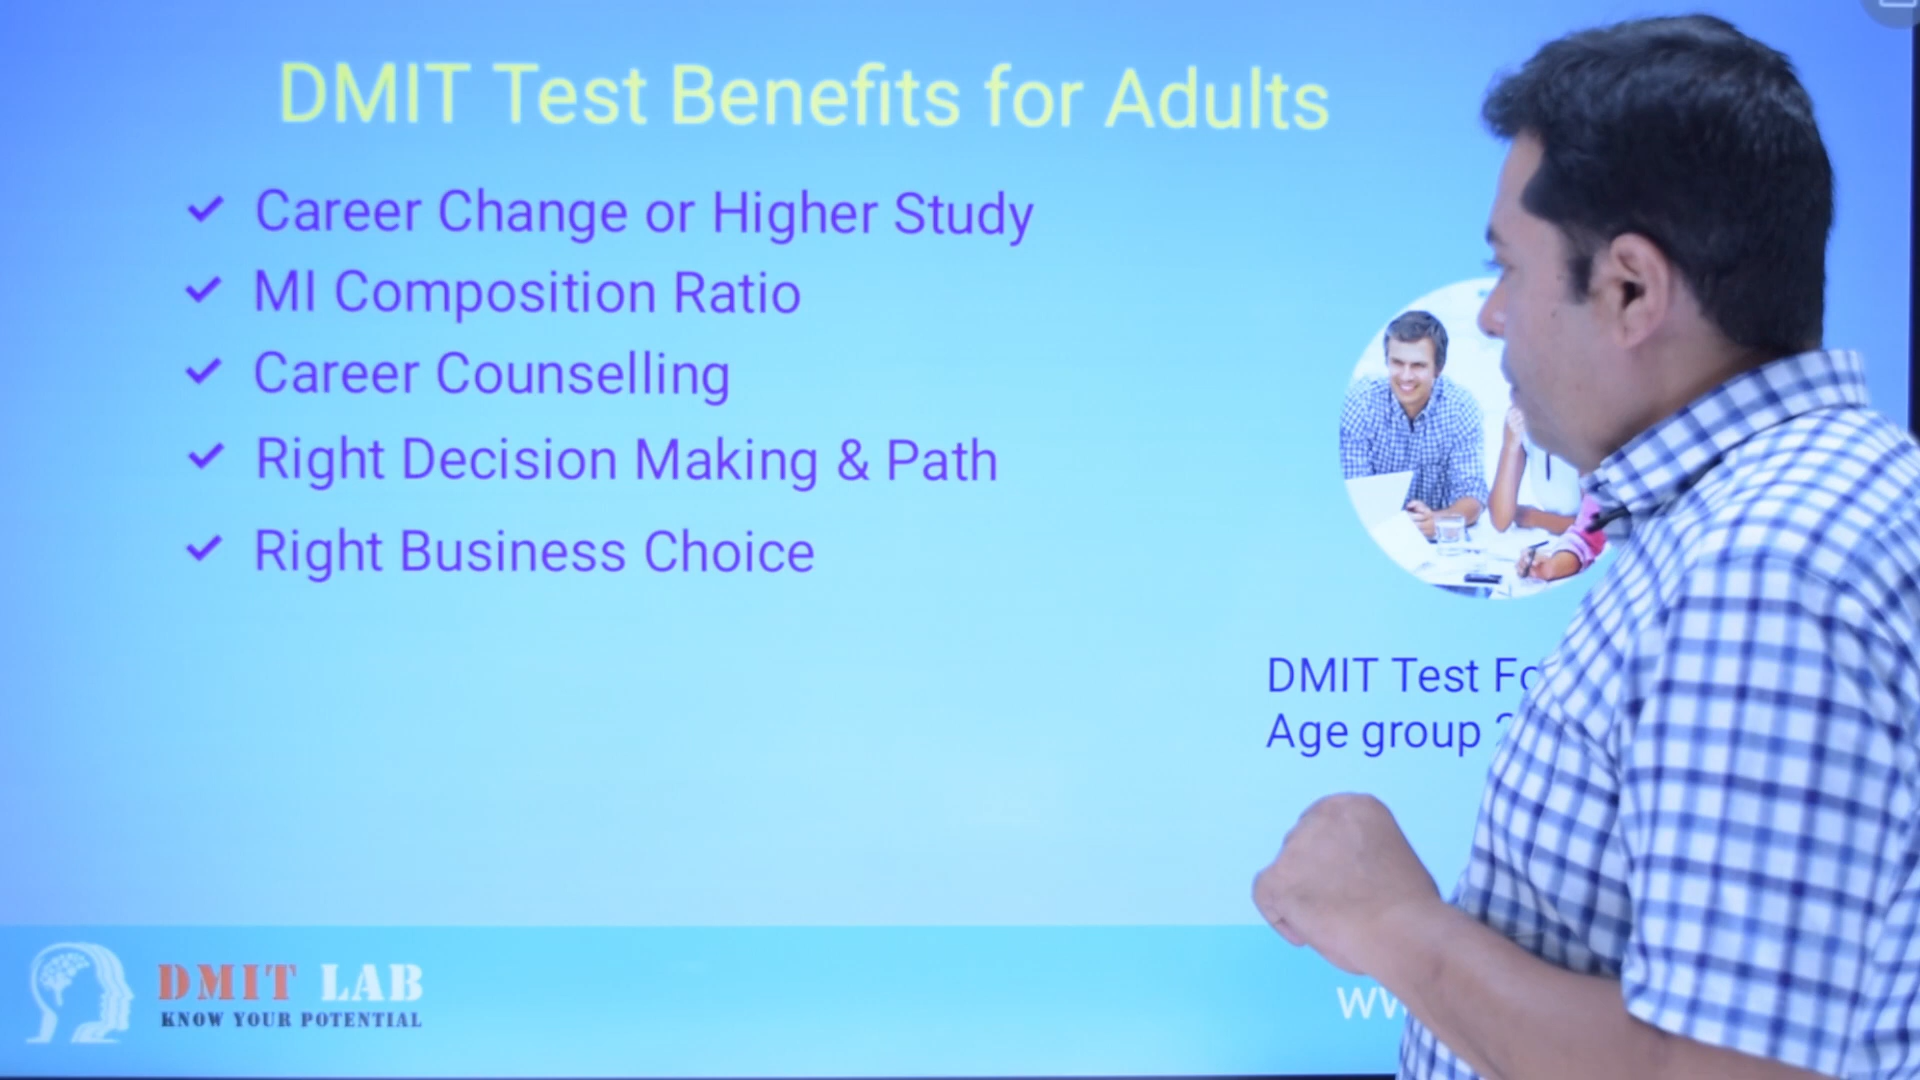 DMIT Test Benefits for Adults
Career Change or Higher Study
MI Composition Ratio
Career Counselling
Right Decision Making & Path
Right Business Choice
DMIT Test
Age group
DMIT LAB
KNOW YOUR POTENTIAL